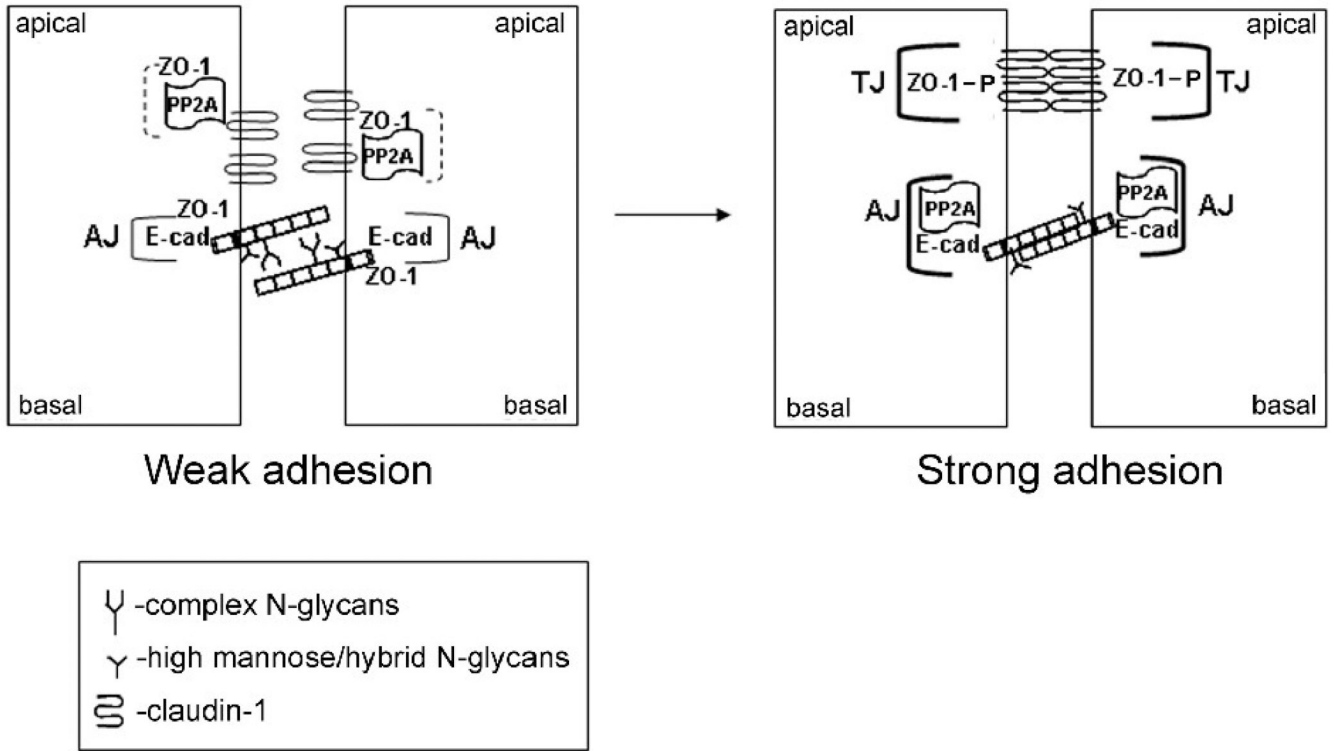 apical
apical
ZO-1
PP2A
ZO-1
PP2A
ZO-1
AJ
E-cad
E-cad
AJ
ZO-1
basal
basal
Weak adhesion
apical
apical
TJ
ZO-1-P
ZO-1-P
TJ
PP2A
AJ
PP2A
AJ
E-cad
E-cad
basal
basal
Strong adhesion
-complex N-glycans
-high mannose/hybrid N-glycans
-claudin-1